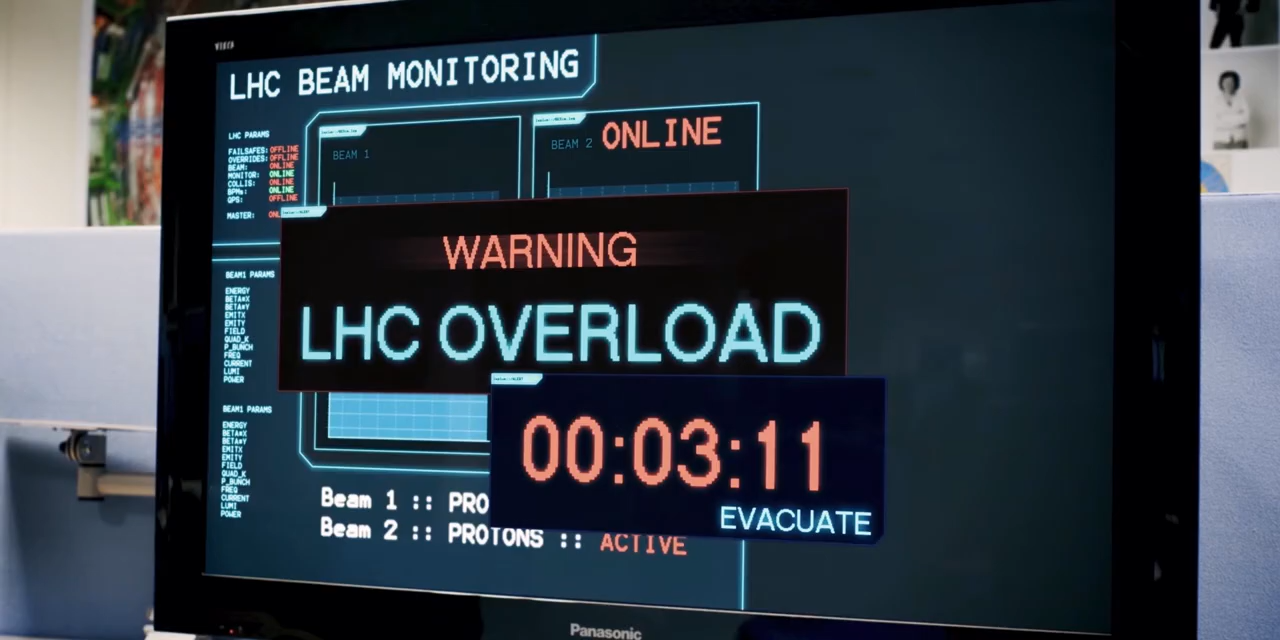 VIDEO
LHC BEAM MONITORING
LHC PARAMS
FAILSAFES: OFFLINE
OVERRIDES: OFFLINE
BEAM: ONLINE
MONITOR: ONLINE
COLLIS: ONLINE
BPMs: ONLINE
QPS: OFFLINE
MASTER: ONL
BEAM 1
BEAM 2 ONLINE
WARNING
LHC OVERLOAD
00:03:11
EVACUATE
BEAM1 PARAMS
ENERGY
BETA*X
BETA*Y
EMITX
EMITY
FIELD
QUAD_K
P_BUNCH
FREQ
CURRENT
LUMI
POWER
BEAM1 PARAMS
ENERGY
BETA*X
BETA*Y
EMITX
EMITY
FIELD
QUAD_K
P_BUNCH
FREQ
CURRENT
LUMI
POWER
Beam 1 :: PRO
Beam 2 :: PROTONS :: ACTIVE
Panasonic